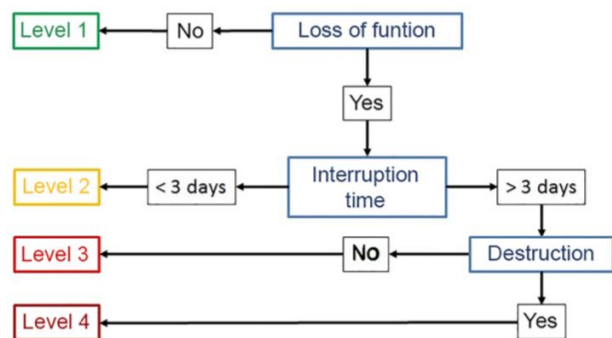 Level 1
No
Loss of funtion
Yes
Level 2
< 3 days
Interruption
time
> 3 days
Level 3
No
Destruction
Level 4
Yes